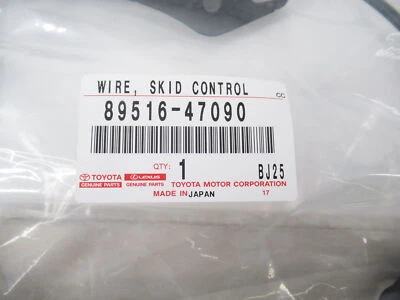 WIRE, SKID CONTROL
CC
89516-47090
QTY: 1 BJ25
TOYOTA LEXUS
GENUINE PARTS GENUINE PARTS TOYOTA MOTOR CORPORATION
MADE IN JAPAN 17